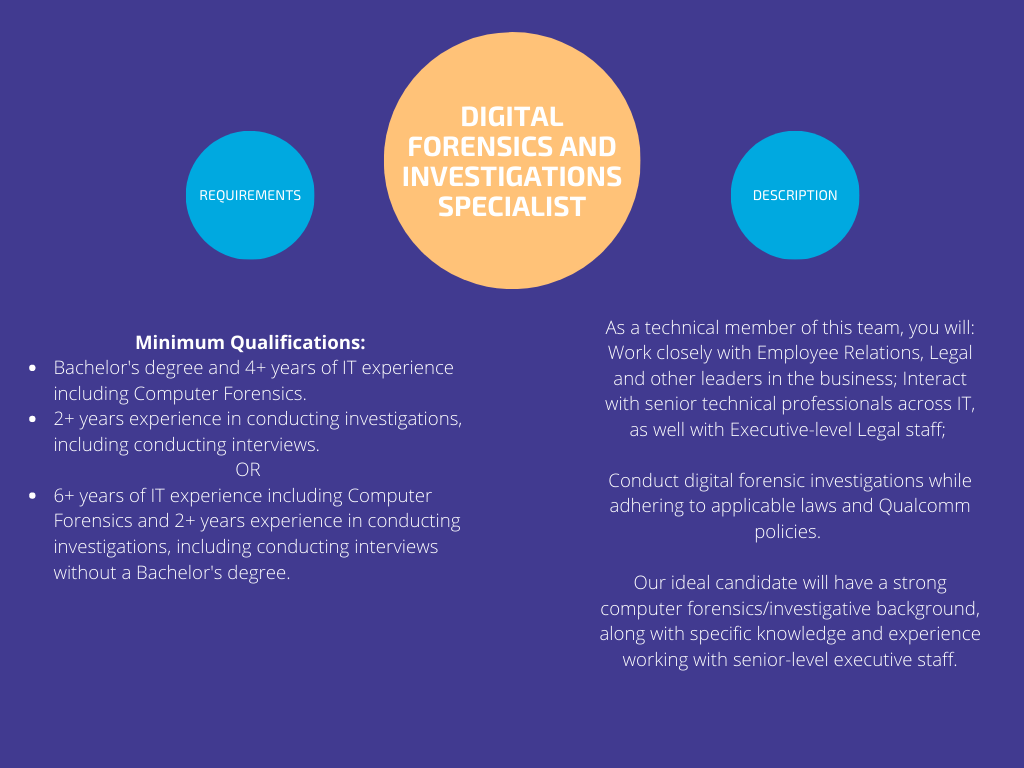 DIGITAL
FORENSICS AND
INVESTIGATIONS
SPECIALIST
REQUIREMENTS
DESCRIPTION
Minimum Qualifications:
• Bachelor's degree and 4+ years of IT experience
including Computer Forensics.
• 2+ years experience in conducting investigations,
including conducting interviews.
OR
• 6+ years of IT experience including Computer
Forensics and 2+ years experience in conducting
investigations, including conducting interviews
without a Bachelor's degree.
As a technical member of this team, you will:
Work closely with Employee Relations, Legal
and other leaders in the business; Interact
with senior technical professionals across IT,
as well with Executive-level Legal staff;
Conduct digital forensic investigations while
adhering to applicable laws and Qualcomm
policies.
Our ideal candidate will have a strong
computer forensics/investigative background,
along with specific knowledge and experience
working with senior-level executive staff.